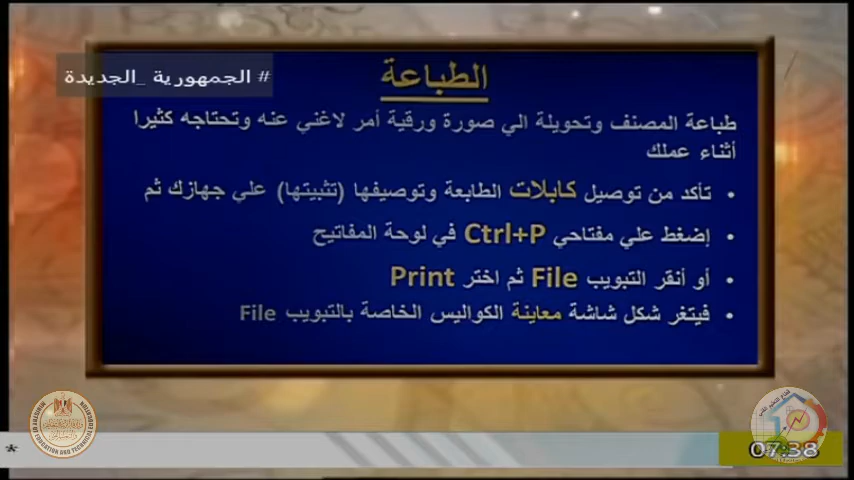 # الجمهورية _الجديدة
الطباعة
طباعة المصنف وتحويلة الي صورة ورقية أمر لاغني عنه وتحتاجه كثيرا
أثناء عملك
• تأكد من توصيل كابلات الطابعة وتوصيفها (تثبيتها) علي جهازك ثم
• إضغط علي مفتاحي Ctrl+P في لوحة المفاتيح
• أو أنقر التبويب File ثم اختر Print
• فيتغر شكل شاشة معاينة الكواليس الخاصة بالتبويب File
*
07:38